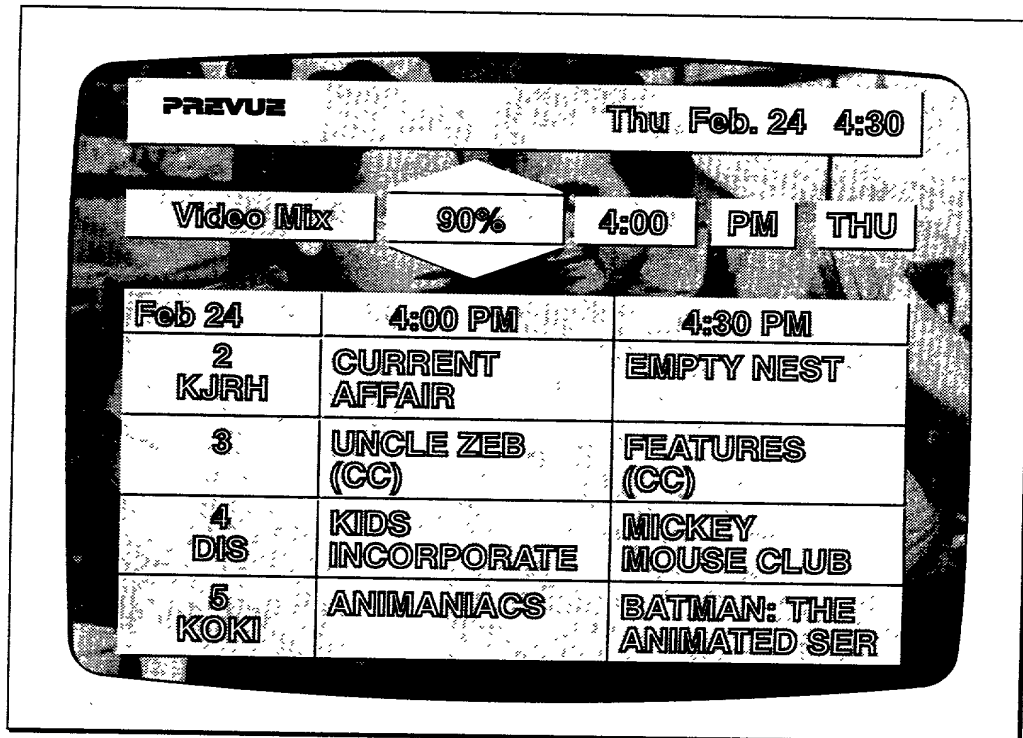 PREVUE
Thu Feb. 24 4:30
Video Mix 90% 4:00 PM THU
Feb 24 4:00 PM 4:30 PM
2
KJRH
CURRENT
AFFAIR
EMPTY NEST
3
UNCLE ZEB
(CC)
FEATURES
(CC)
4
DIS
KIDS
INCORPORATE
MICKEY
MOUSE CLUB
5
KOKI
ANIMANIACS
BATMAN: THE
ANIMATED SER